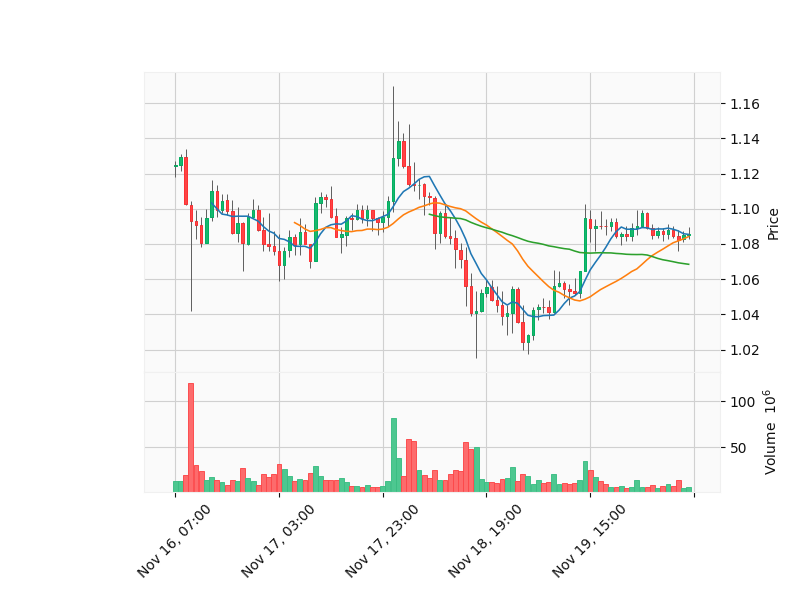 1.16
1.14
1.12
1.10
1.08
1.06
1.04
1.02
Price
100
50
Volume 10⁶
Nov 16, 07:00
Nov 17, 03:00
Nov 17, 23:00
Nov 18, 19:00
Nov 19, 15:00